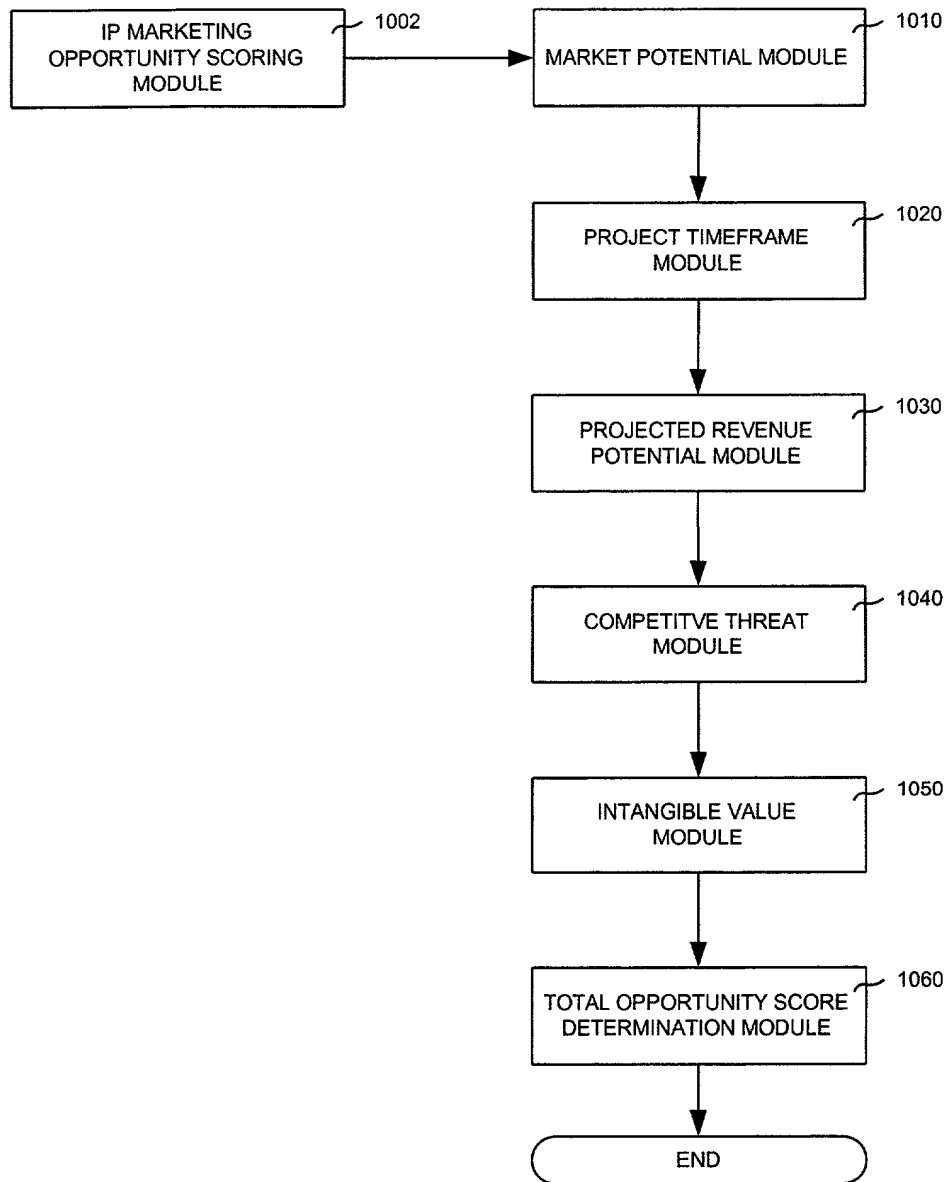 IP MARKETING
OPPORTUNITY SCORING
MODULE
1002
MARKET POTENTIAL MODULE
1010
PROJECT TIMEFRAME
MODULE
1020
PROJECTED REVENUE
POTENTIAL MODULE
1030
COMPETITVE THREAT
MODULE
1040
INTANGIBLE VALUE
MODULE
1050
TOTAL OPPORTUNITY SCORE
DETERMINATION MODULE
1060
END